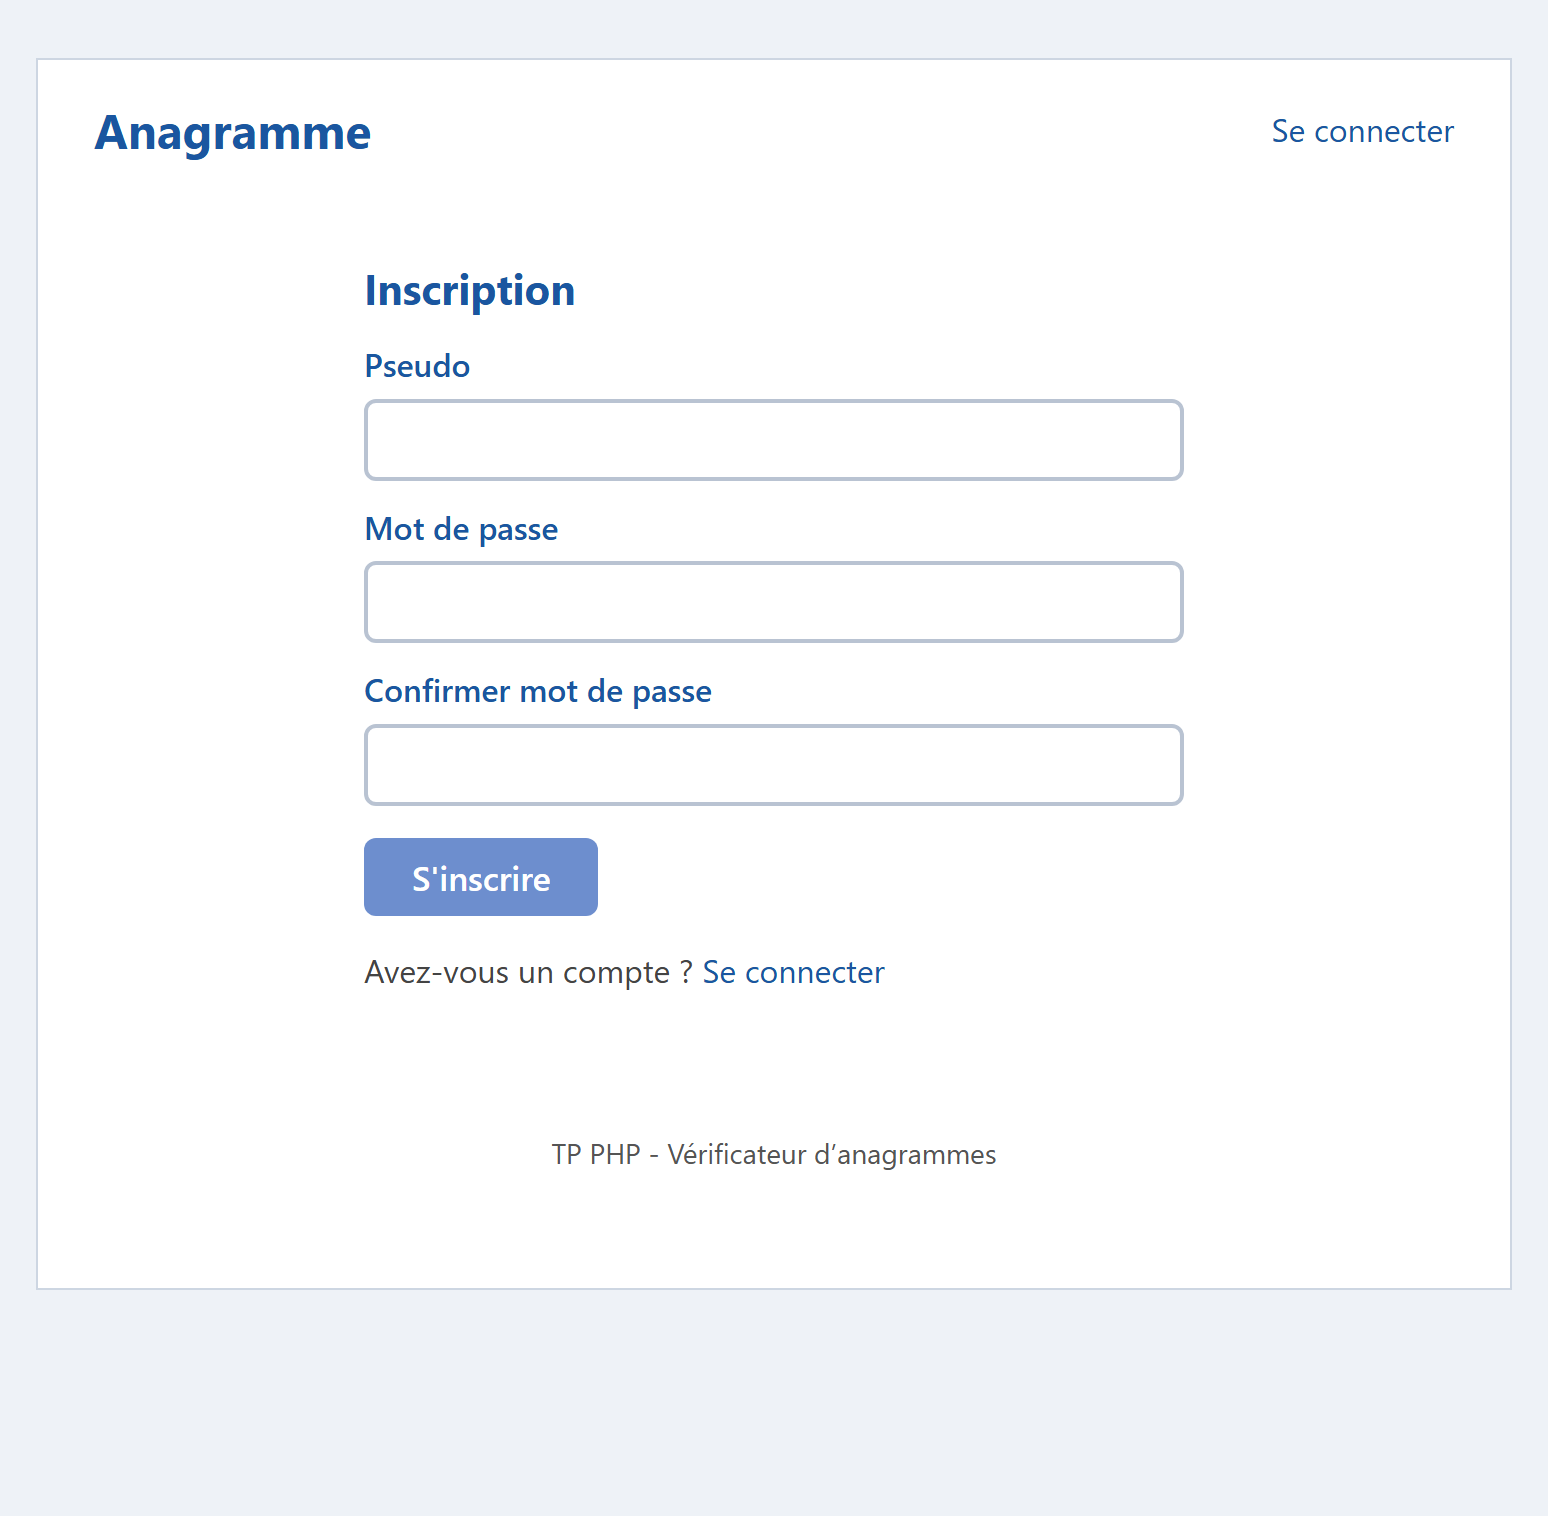 Anagramme
Se connecter
Inscription
Pseudo
Mot de passe
Confirmer mot de passe
S'inscrire
Avez-vous un compte ? Se connecter
TP PHP - Vérificateur d’anagrammes